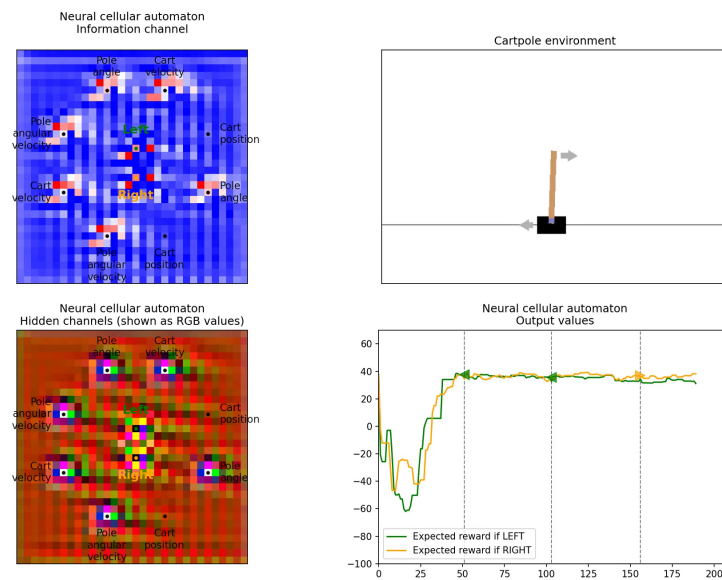 Neural cellular automaton
Information channel
Pole
angle
Cart
velocity
Left
Pole
angular
velocity
Cart
position
Cart
velocity
Right
Pole
angle
Pole
angular
velocity
Cart
position
Cartpole environment
Neural cellular automaton
Hidden channels (shown as RGB values)
Pole
angle
Cart
velocity
Left
Pole
angular
velocity
Cart
position
Cart
velocity
Right
Pole
angle
Pole
angular
velocity
Cart
position
Neural cellular automaton
Output values
60
40
20
0
−20
−40
−60
−80
−100
Expected reward if LEFT
Expected reward if RIGHT
0
25
50
75
100
125
150
175
200